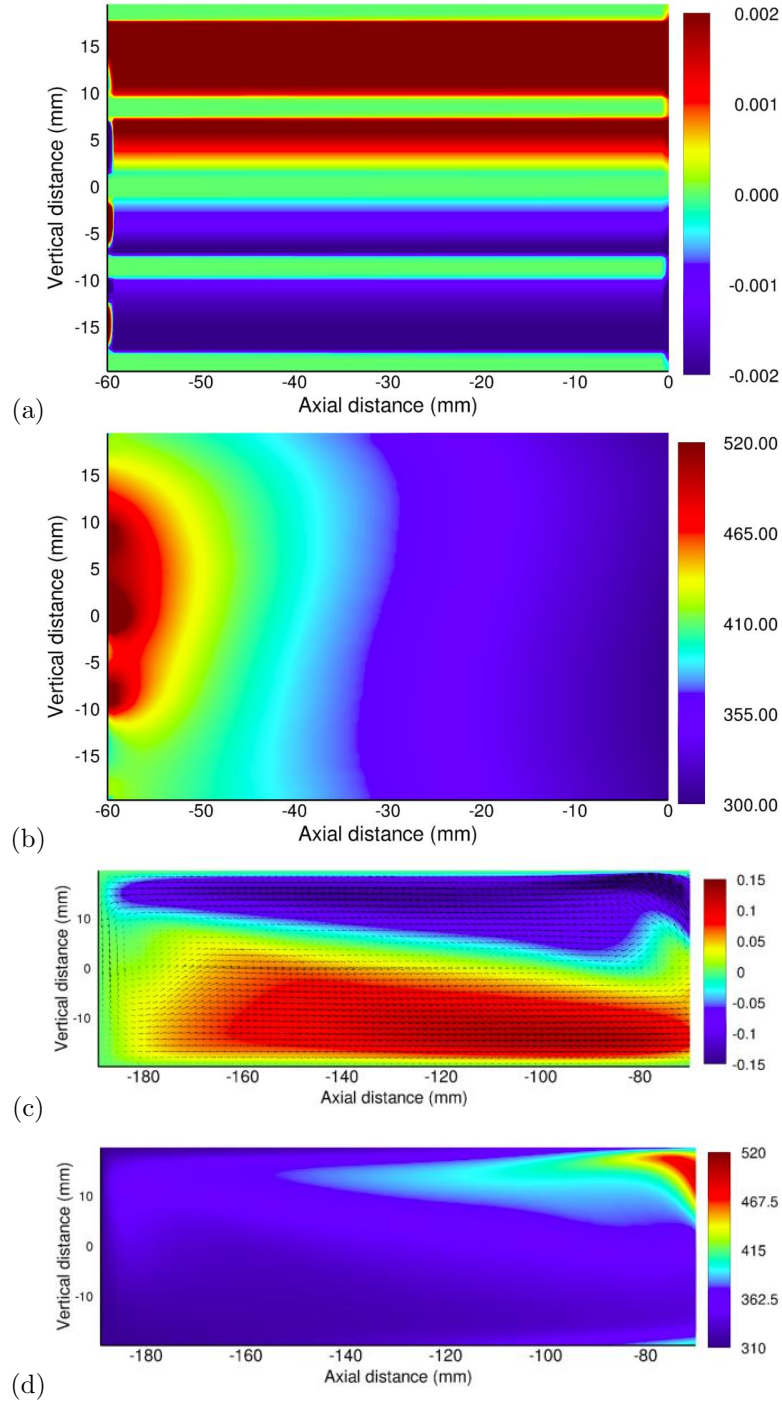 15
10
5
0
-5
-10
-15
Vertical distance (mm)
-60 -50 -40 -30 -20 -10 0
Axial distance (mm)
0.002
0.001
0.000
-0.001
-0.002
(a)
15
10
5
0
-5
-10
-15
Vertical distance (mm)
-60 -50 -40 -30 -20 -10 0
Axial distance (mm)
520.00
465.00
410.00
355.00
300.00
(b)
10
0
-10
Vertical distance (mm)
-180 -160 -140 -120 -100 -80
Axial distance (mm)
0.15
0.1
0.05
0
-0.05
-0.1
-0.15
(c)
10
0
-10
Vertical distance (mm)
-180 -160 -140 -120 -100 -80
Axial distance (mm)
520
467.5
415
362.5
310
(d)